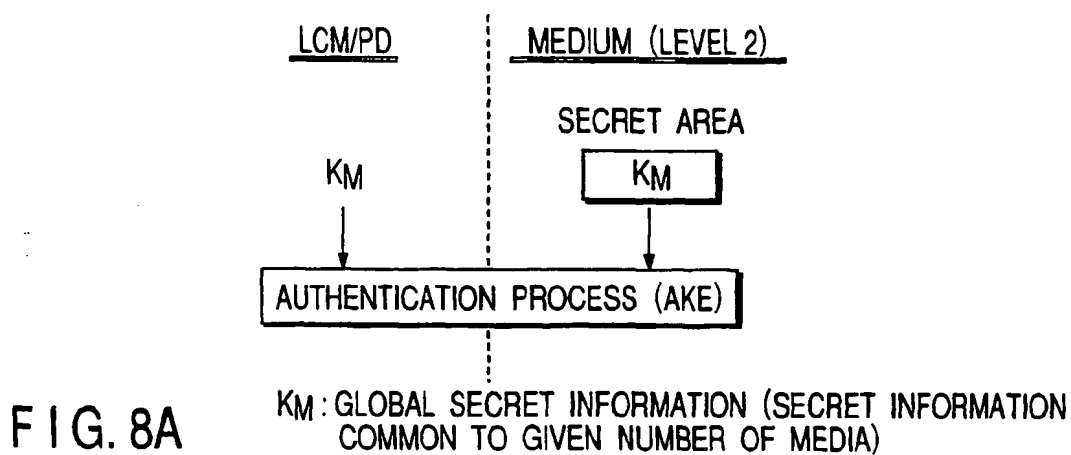 LCM/PD
MEDIUM (LEVEL 2)
SECRET AREA
KM
KM
AUTHENTICATION PROCESS (AKE)
KM : GLOBAL SECRET INFORMATION (SECRET INFORMATION
COMMON TO GIVEN NUMBER OF MEDIA)
FIG. 8A